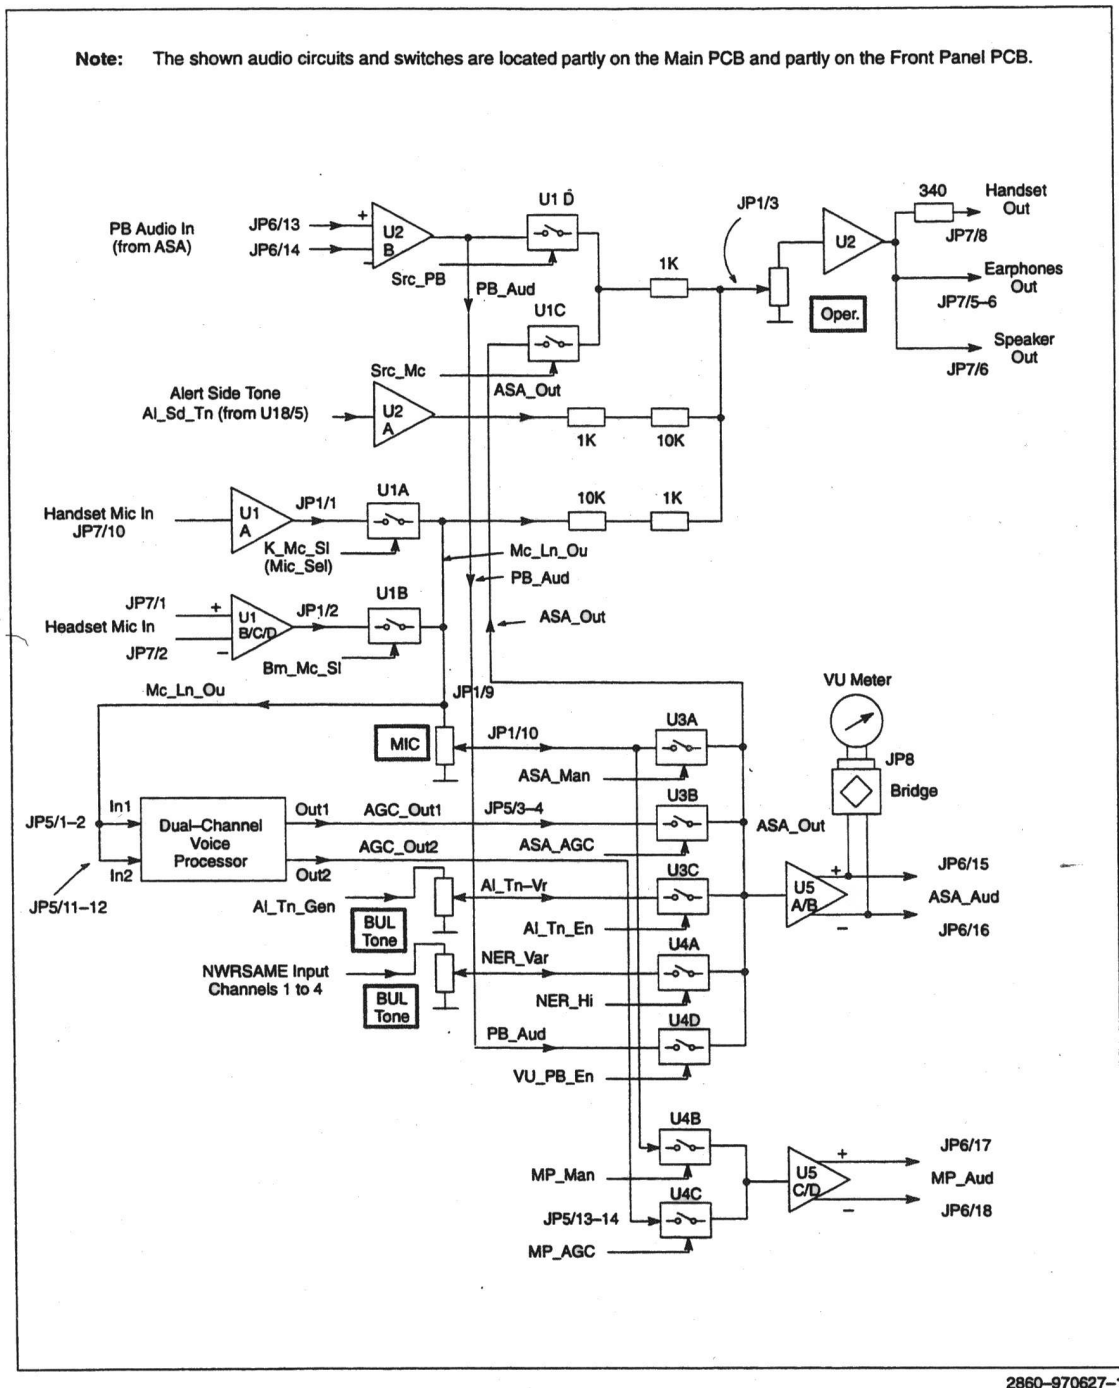 Note: The shown audio circuits and switches are located partly on the Main PCB and partly on the Front Panel PCB.
U1 D
JP1/3
340
Handset
Out
JP7/8
PB Audio In
(from ASA)
JP6/13
JP6/14
+
U2
B
–
Src_PB
PB_Aud
1K
U2
Oper.
Earphones
Out
JP7/5–6
Speaker
Out
JP7/6
U1C
Src_Mc
ASA_Out
Alert Side Tone
Al_Sd_Tn (from U18/5)
U2
A
1K
10K
Handset Mic In
JP7/10
U1
A
JP1/1
U1A
K_Mc_Sl
(Mic_Sel)
10K
1K
Mc_Ln_Ou
PB_Aud
ASA_Out
JP7/1
Headset Mic In
JP7/2
+
U1
B/C/D
–
JP1/2
U1B
Bm_Mc_Sl
Mc_Ln_Ou
JP1/9
MIC
JP1/10
U3A
ASA_Man
VU Meter
JP8
Bridge
JP5/1–2
In1
In2
JP5/11–12
Dual–Channel
Voice
Processor
Out1
Out2
AGC_Out1
AGC_Out2
JP5/3–4
U3B
ASA_AGC
ASA_Out
Al_Tn_Gen
BUL
Tone
Al_Tn–Vr
U3C
Al_Tn_En
+
U5
A/B
–
JP6/15
ASA_Aud
JP6/16
NWRSAME Input
Channels 1 to 4
BUL
Tone
NER_Var
U4A
NER_Hi
PB_Aud
U4D
VU_PB_En
U4B
MP_Man
JP5/13–14
U4C
MP_AGC
+
U5
C/D
–
JP6/17
MP_Aud
JP6/18
2860–970627–